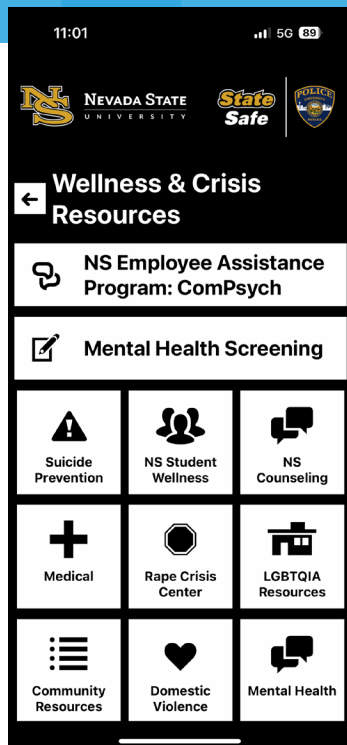 11:01
5G 89
NS
NEVADA STATE
UNIVERSITY
State
Safe
POLICE
Wellness & Crisis
Resources
NS Employee Assistance
Program: ComPsych
Mental Health Screening
Suicide
Prevention
NS Student
Wellness
NS
Counseling
Medical
Rape Crisis
Center
LGBTQIA
Resources
Community
Resources
Domestic
Violence
Mental Health